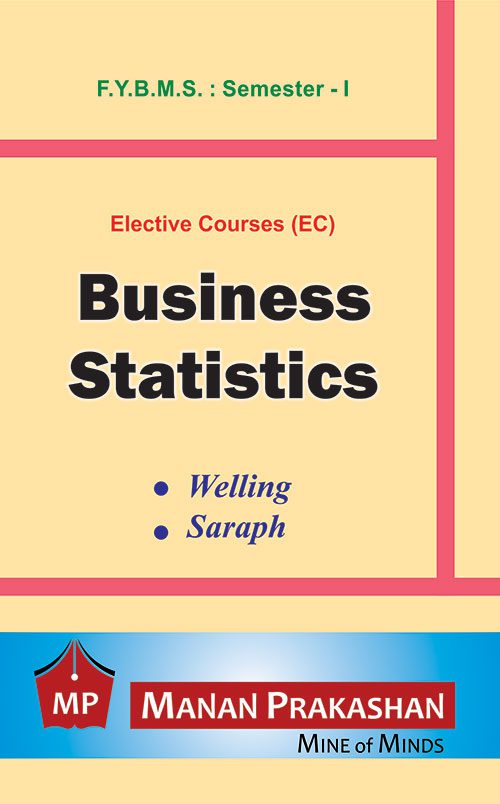 F.Y.B.M.S. : Semester - I
Elective Courses (EC)
Business
Statistics
• Welling
• Saraph
MP
MANAN PRAKASHAN
MINE of MINDS